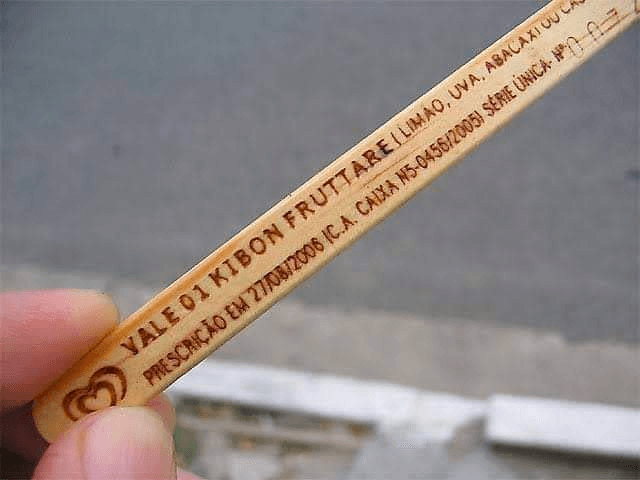 VALE 01 KIBON FRUTTARE (LIMÃO, UVA, ABACAXI OU
PRESCRIÇÃO EM 27/08/2006 (C.A. CAIXA N5-0456/2005) SÉRIE ÚNICA Nº 007